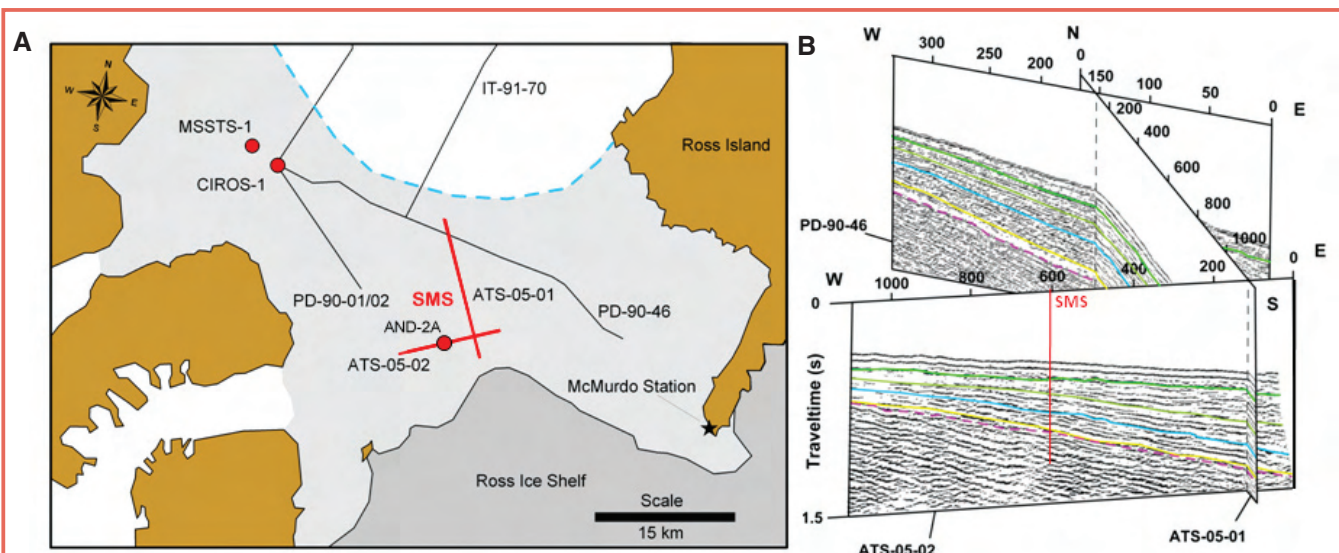 A
N
W
E
S
MSSTS-1
CIROS-1
IT-91-70
Ross Island
PD-90-01/02
SMS
ATS-05-01
AND-2A
PD-90-46
ATS-05-02
McMurdo Station
Ross Ice Shelf
Scale
15 km
B
W
300
250
200
N
0
150
100
50
0
E
200
400
600
800
1000
0
E
PD-90-46
W
1000
800
600
400
200
S
0
SMS
Traveltime (s)
1.5
ATS-05-02
ATS-05-01